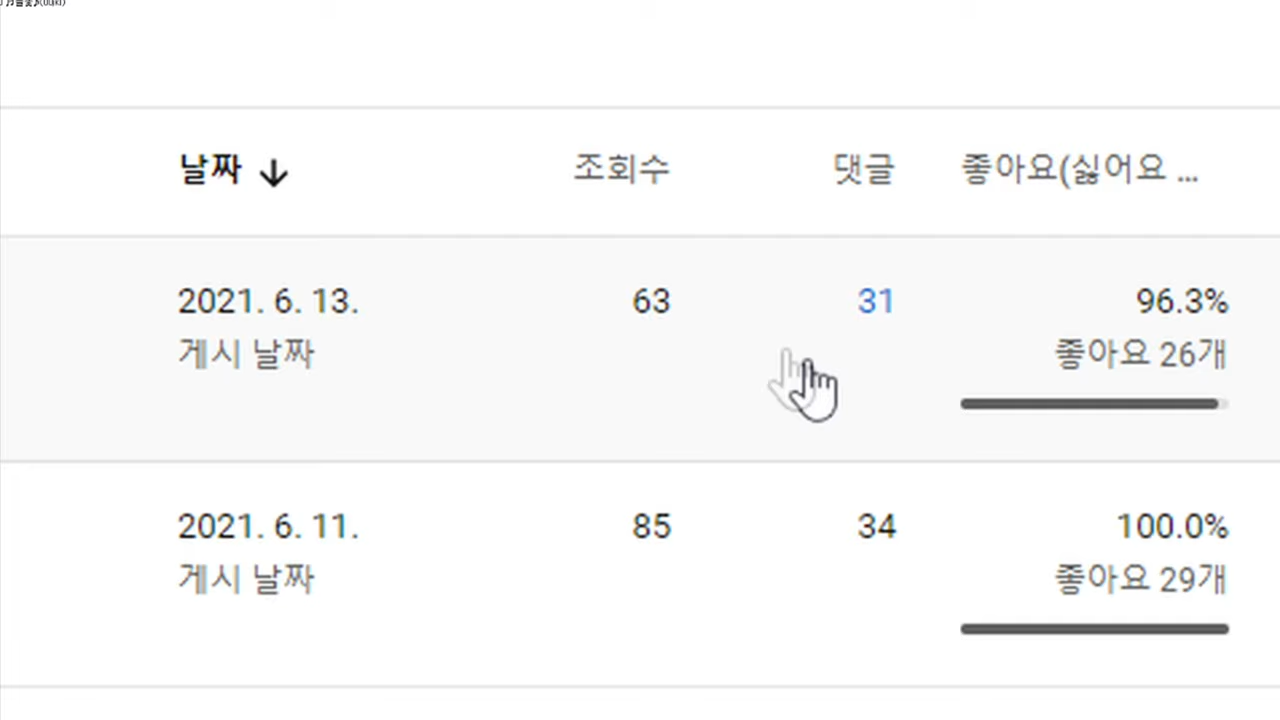 날짜 ↓ 조회수 댓글 좋아요(싫어요 ...
2021. 6. 13. 63 31 96.3%
게시 날짜 좋아요 26개
2021. 6. 11. 85 34 100.0%
게시 날짜 좋아요 29개